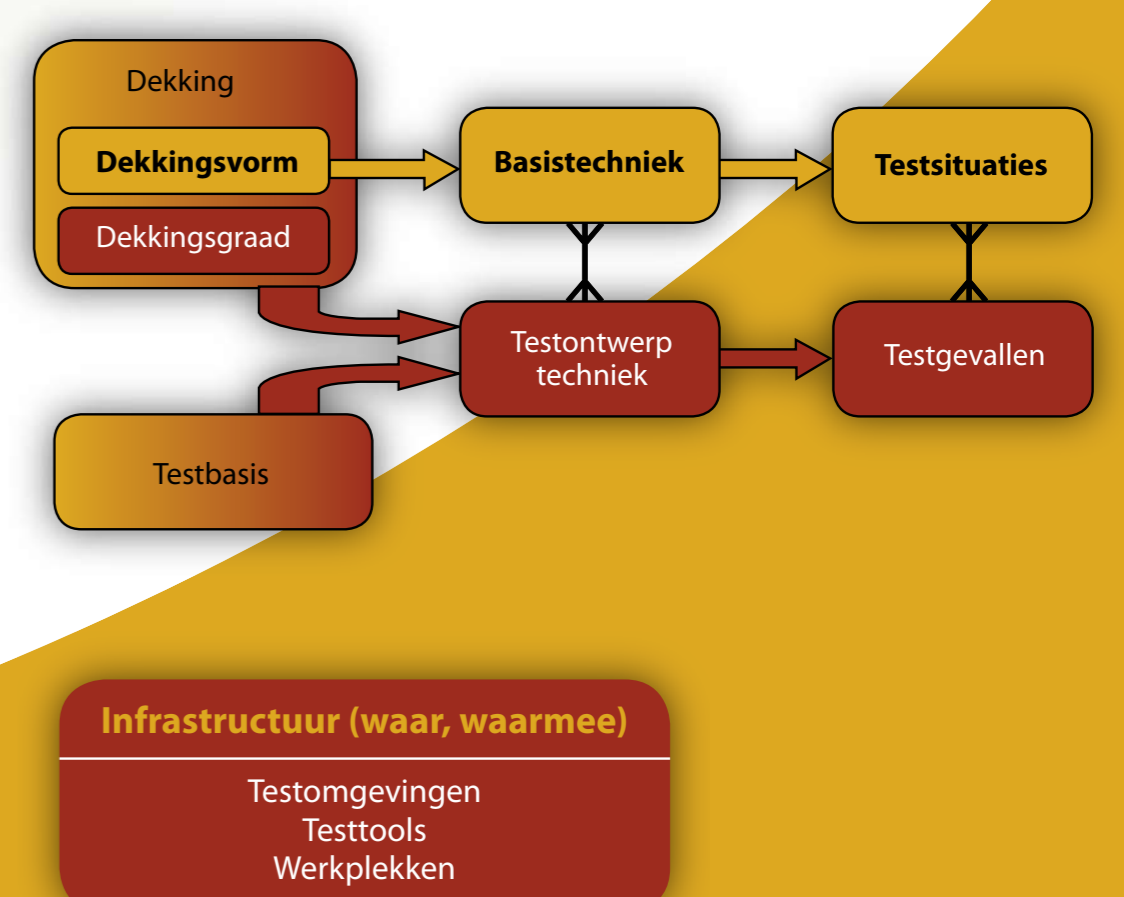 Dekking
Dekkingsvorm
Dekkingsgraad
Basistechniek
Testsituaties
Testontwerp
techniek
Testgevallen
Testbasis
Infrastructuur (waar, waarmee)
Testomgevingen
Testtools
Werkplekken